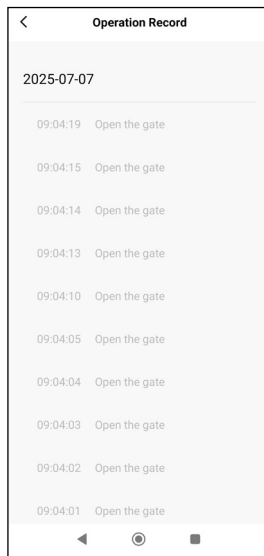 Operation Record
2025-07-07
09:04:19 Open the gate
09:04:15 Open the gate
09:04:14 Open the gate
09:04:13 Open the gate
09:04:10 Open the gate
09:04:05 Open the gate
09:04:04 Open the gate
09:04:03 Open the gate
09:04:02 Open the gate
09:04:01 Open the gate